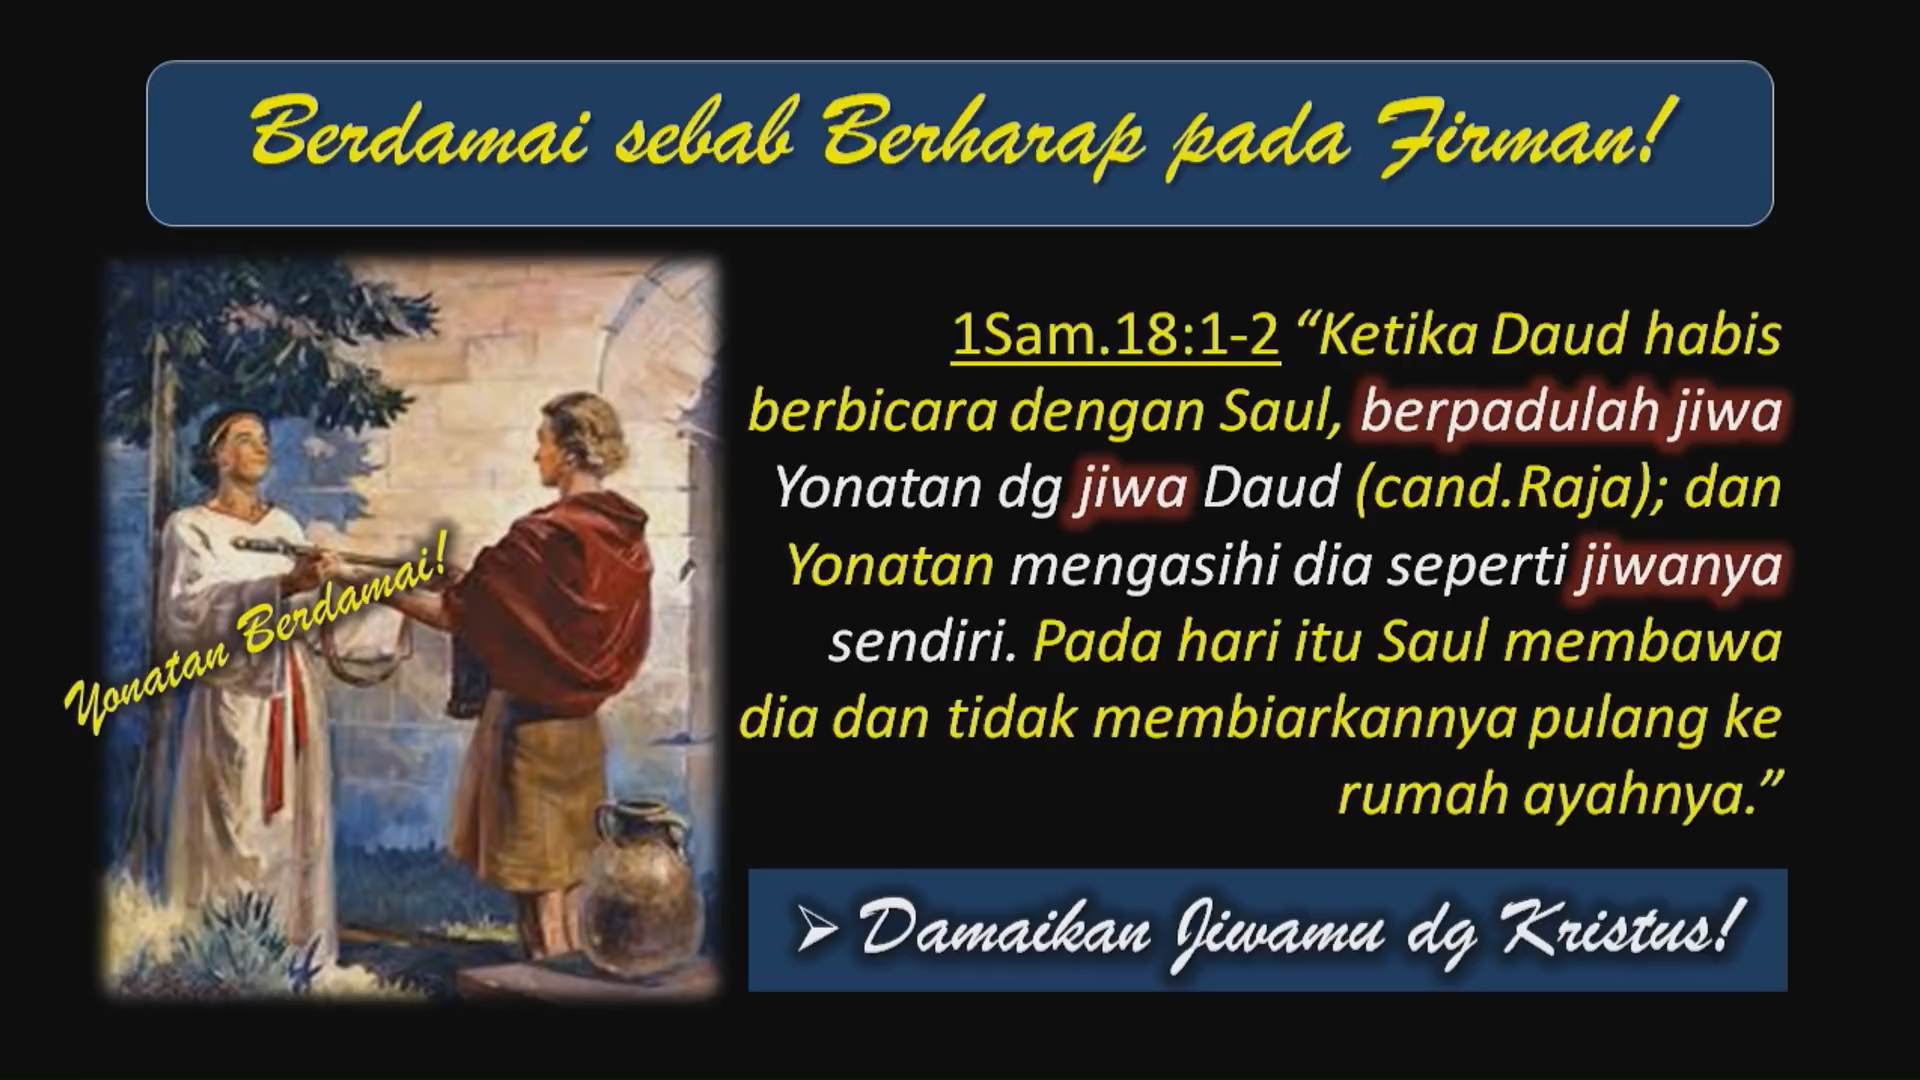 Berdamai sebab Berharap pada Firman!
Yonatan Berdamai!
1Sam.18:1-2 “Ketika Daud habis
berbicara dengan Saul, berpadulah jiwa
Yonatan dg jiwa Daud (cand.Raja); dan
Yonatan mengasihi dia seperti jiwanya
sendiri. Pada hari itu Saul membawa
dia dan tidak membiarkannya pulang ke
rumah ayahnya.”
➢ Damaikan Jiwamu dg Kristus!